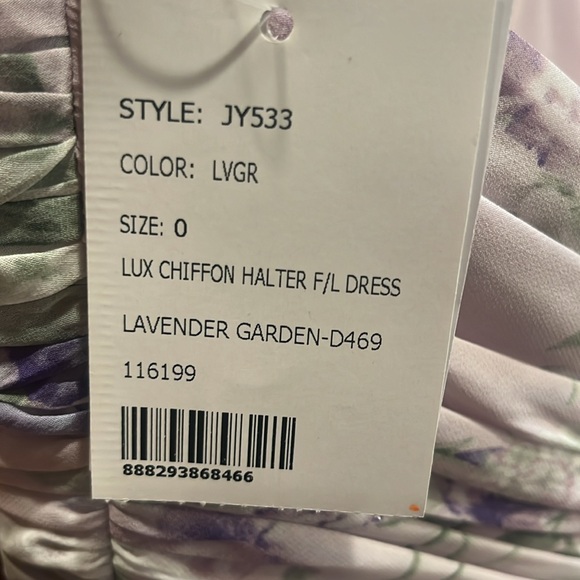 STYLE: JY533
COLOR: LVGR
SIZE: 0
LUX CHIFFON HALTER F/L DRESS
LAVENDER GARDEN-D469
116199
888293868466